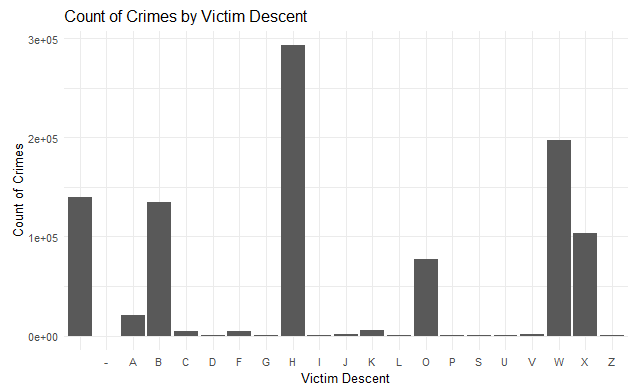 Count of Crimes by Victim Descent
3e+05
2e+05
1e+05
0e+00
Count of Crimes
- A B C D F G H I J K L O P S U V W X Z
Victim Descent